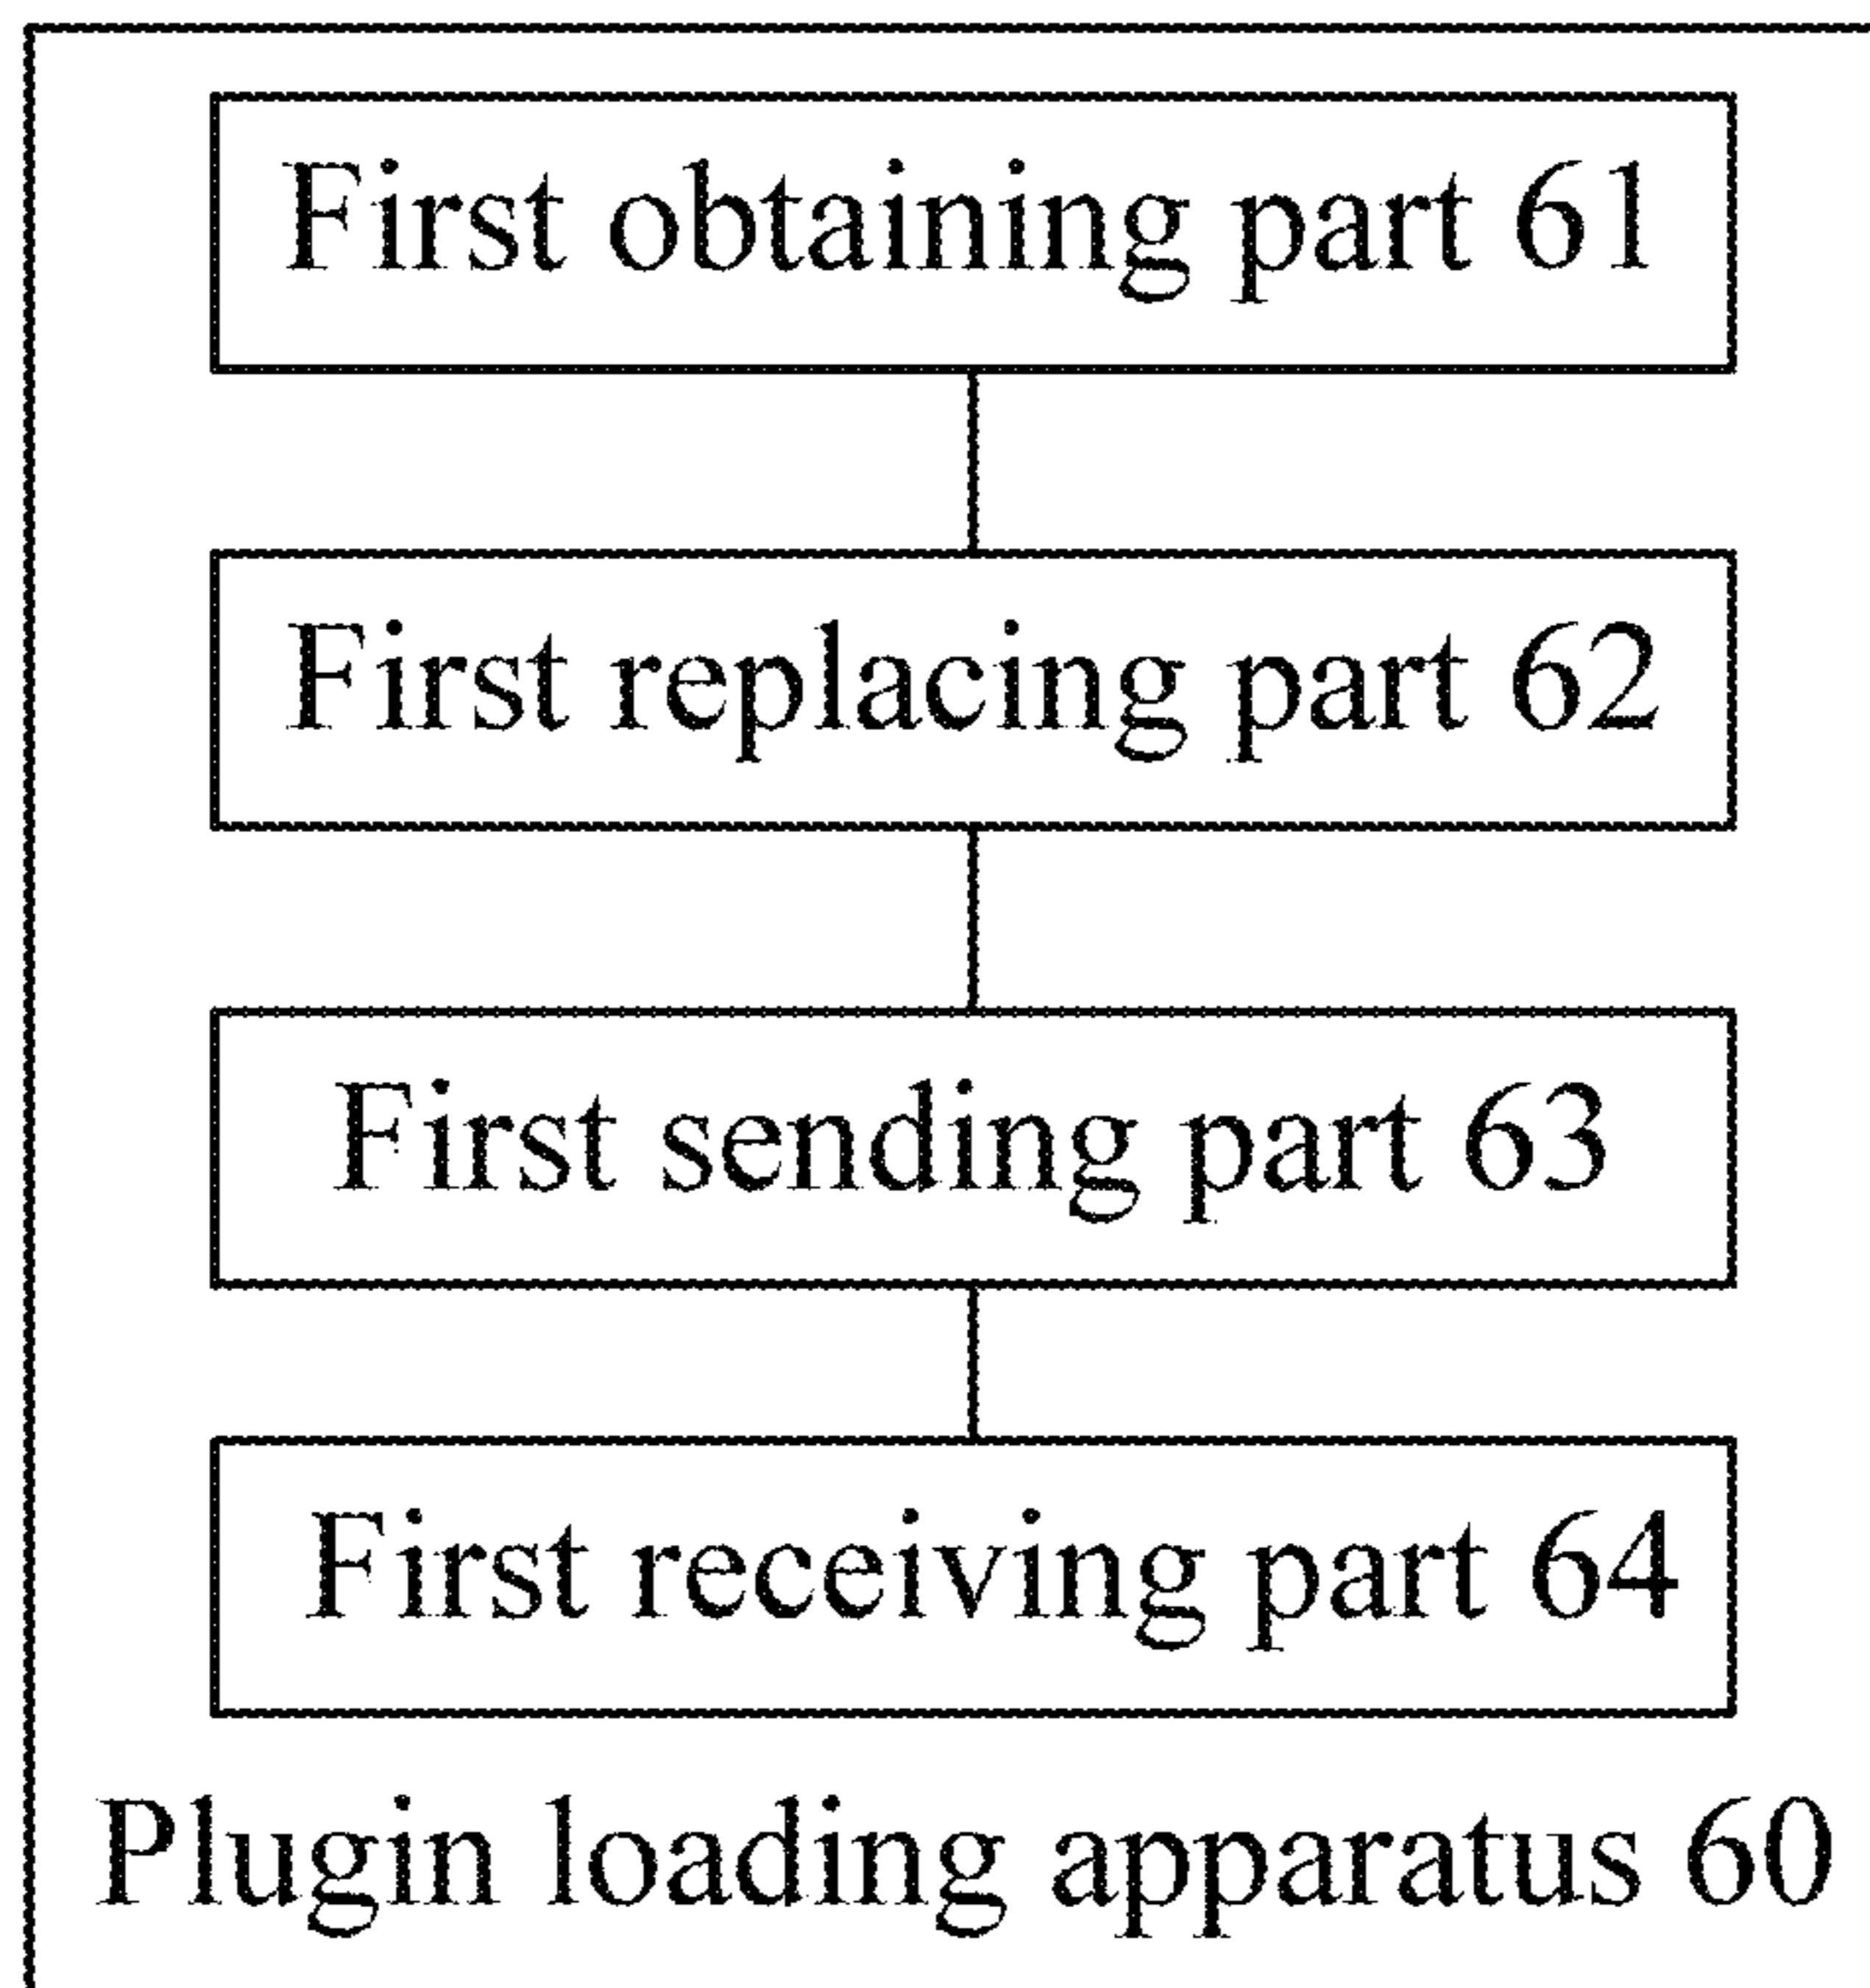 First obtaining part 61
First replacing part 62
First sending part 63
First receiving part 64
Plugin loading apparatus 60